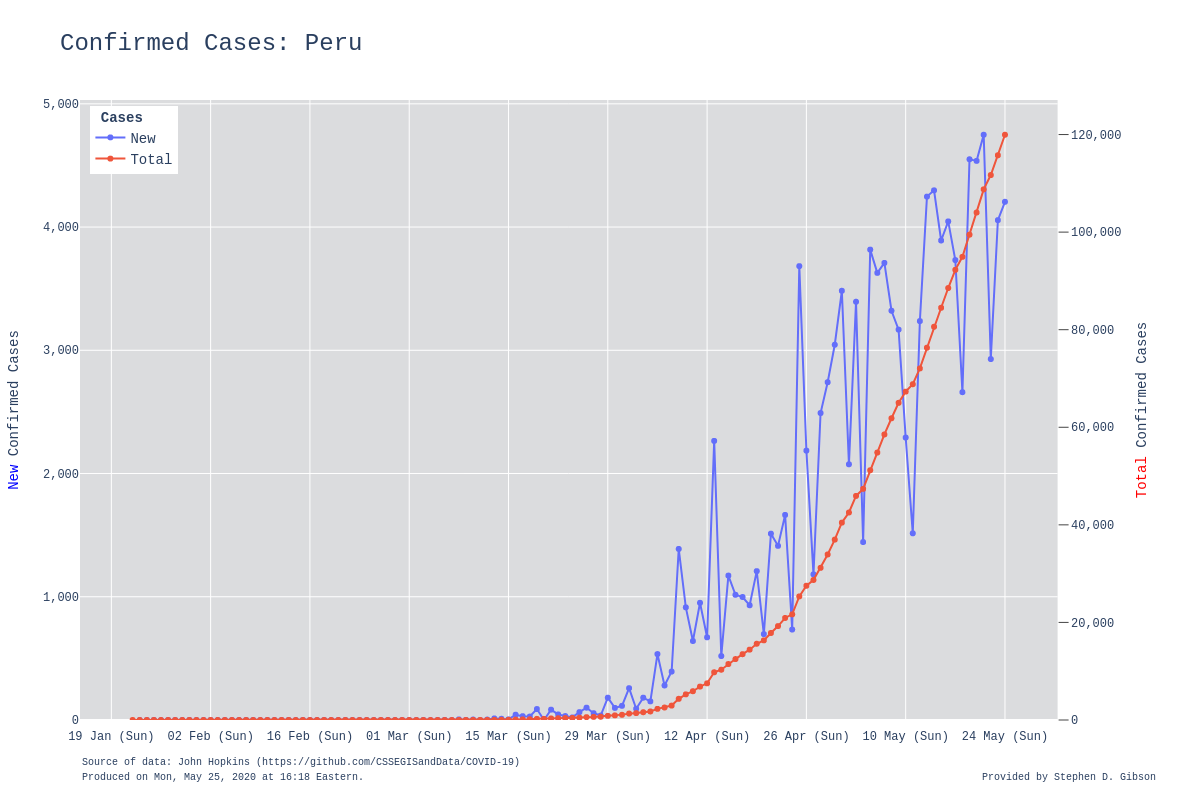 Confirmed Cases: Peru
Cases
New
Total
5,000
4,000
3,000
2,000
1,000
0
120,000
100,000
80,000
60,000
40,000
20,000
0
New Confirmed Cases
Total Confirmed Cases
19 Jan (Sun) 02 Feb (Sun) 16 Feb (Sun) 01 Mar (Sun) 15 Mar (Sun) 29 Mar (Sun) 12 Apr (Sun) 26 Apr (Sun) 10 May (Sun) 24 May (Sun)
Source of data: John Hopkins (https://github.com/CSSEGISandData/COVID-19)
Produced on Mon, May 25, 2020 at 16:18 Eastern.
Provided by Stephen D. Gibson